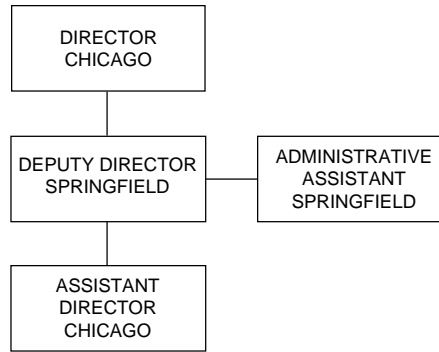 DIRECTOR
CHICAGO
DEPUTY DIRECTOR
SPRINGFIELD
ADMINISTRATIVE
ASSISTANT
SPRINGFIELD
ASSISTANT
DIRECTOR
CHICAGO